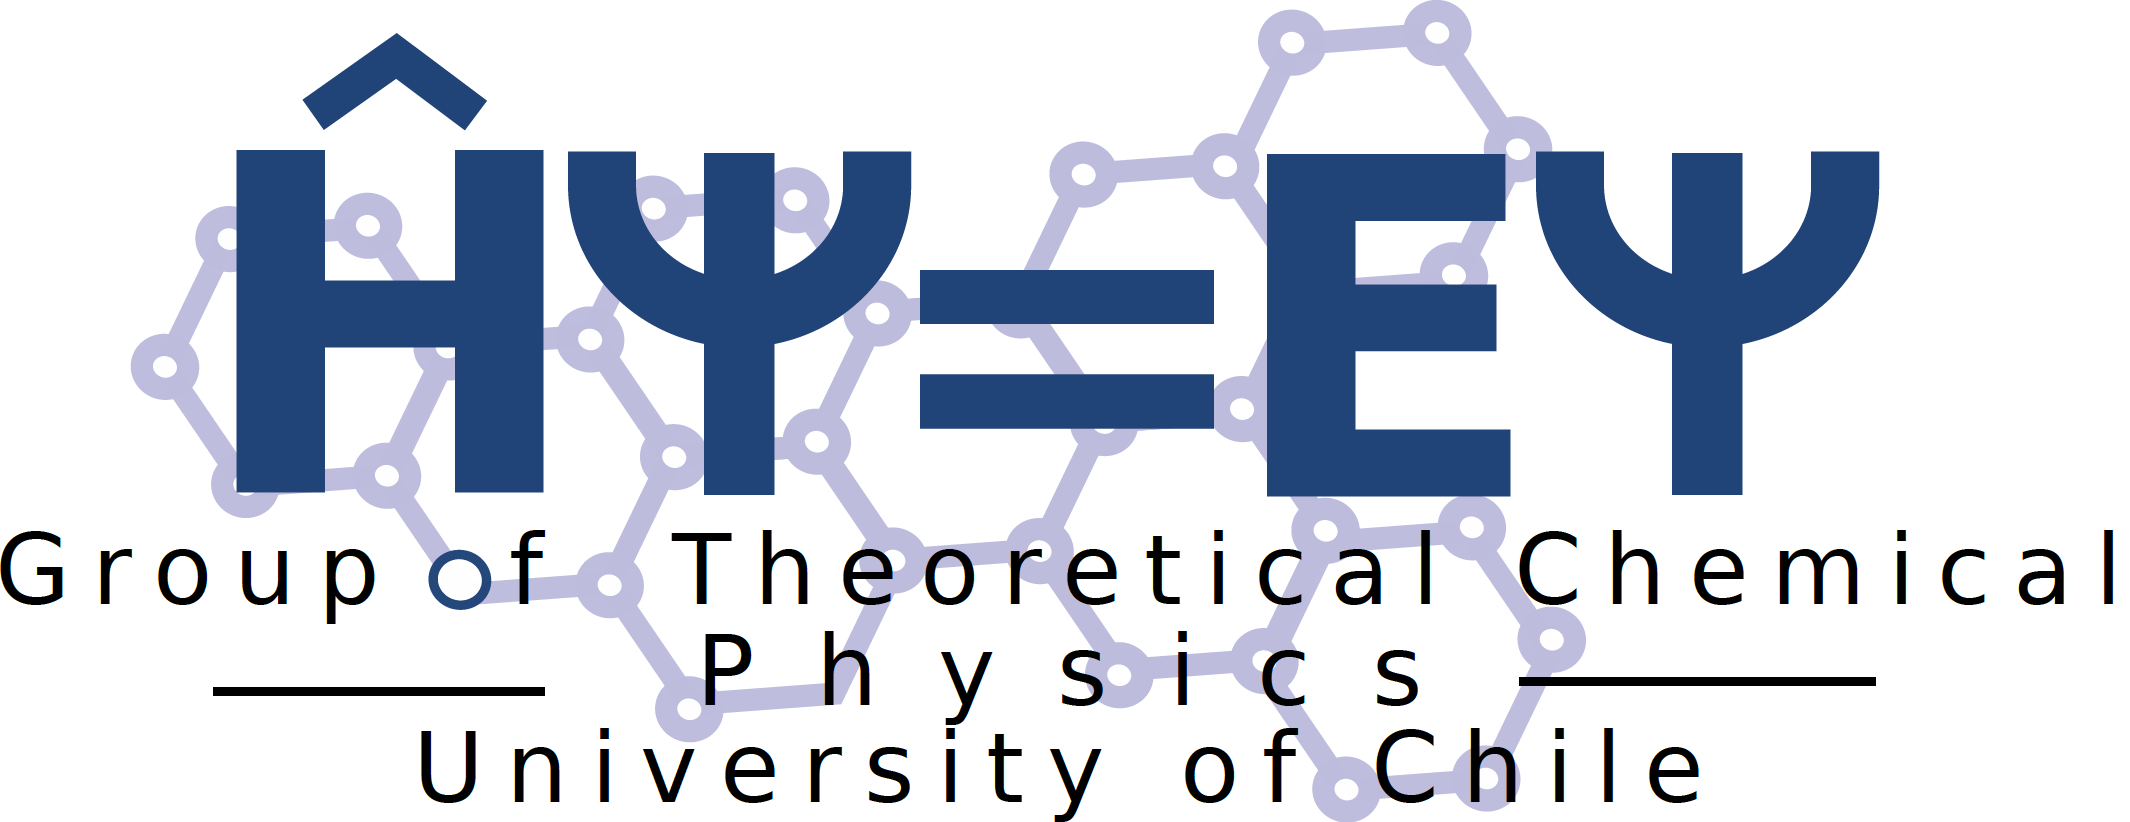 ĤΨ=EΨ
Group of Theoretical Chemical
Physics
University of Chile